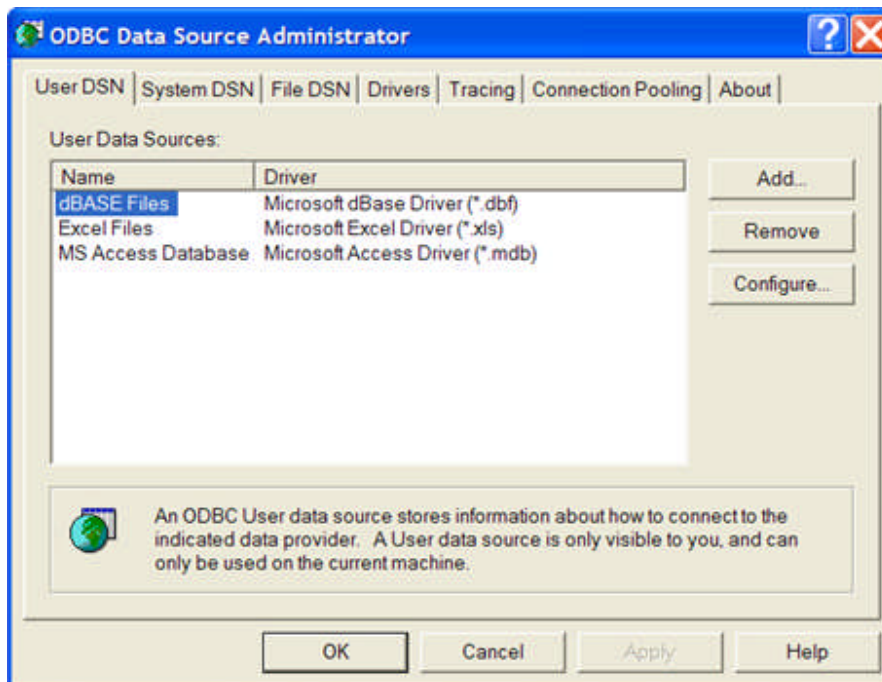 ODBC Data Source Administrator
User DSN System DSN File DSN Drivers Tracing Connection Pooling About
User Data Sources:
Name Driver
dBASE Files Microsoft dBase Driver (*.dbf)
Excel Files Microsoft Excel Driver (*.xls)
MS Access Database Microsoft Access Driver (*.mdb)
Add...
Remove
Configure...
An ODBC User data source stores information about how to connect to the
indicated data provider. A User data source is only visible to you, and can
only be used on the current machine.
OK Cancel Apply Help